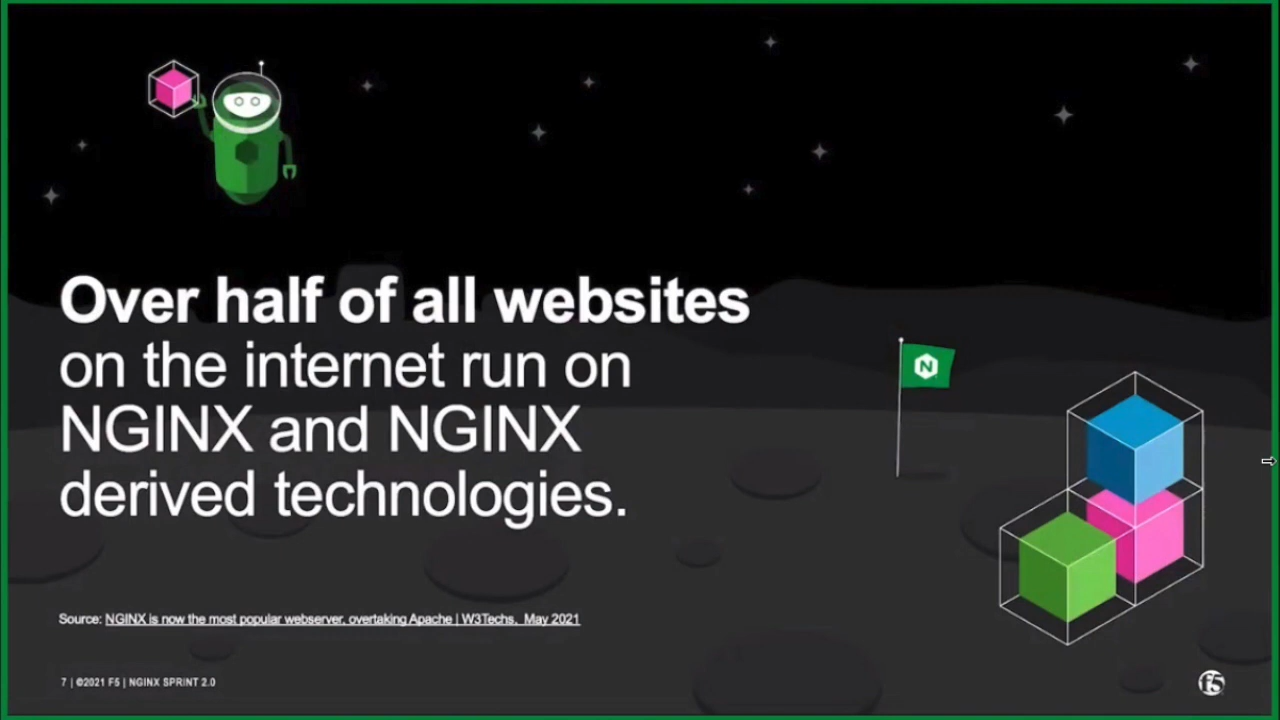 Over half of all websites
on the internet run on
NGINX and NGINX
derived technologies.
N
Source: NGINX is now the most popular webserver, overtaking Apache | W3Techs, May 2021
7 | ©2021 F5 | NGINX SPRINT 2.0
f5